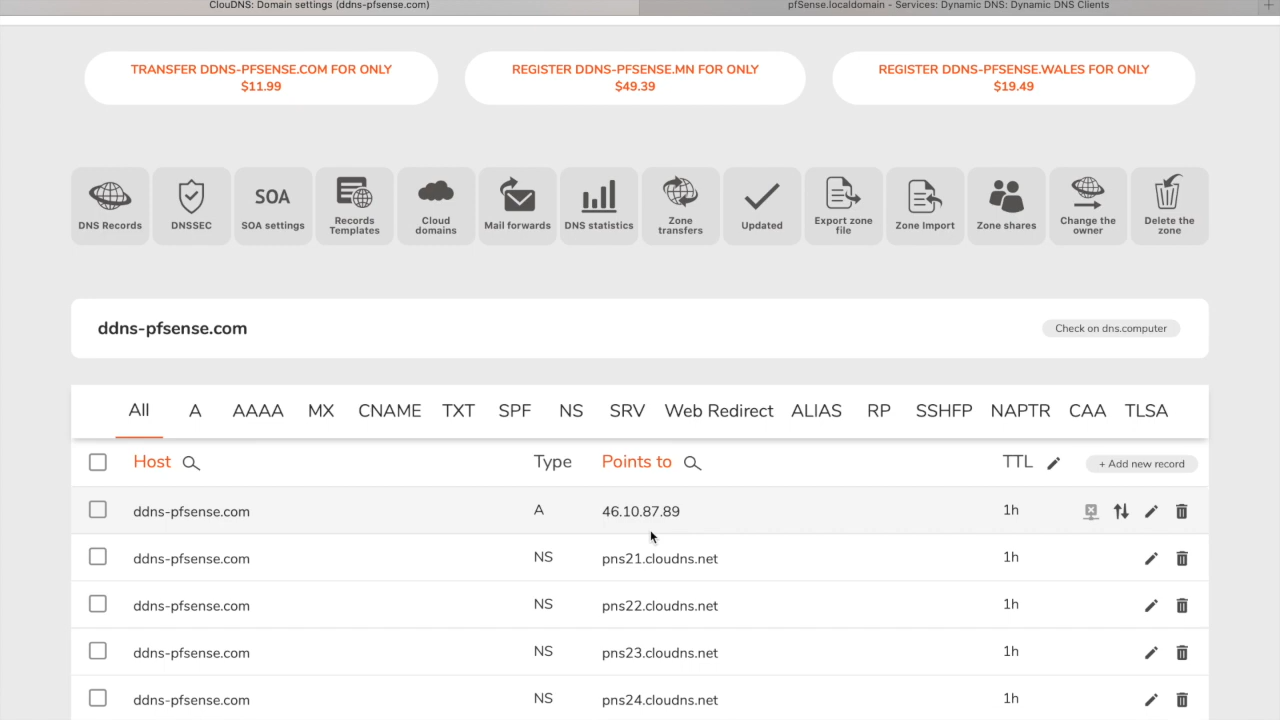 ClouDNS: Domain settings (ddns-pfsense.com)
pfSense.localdomain - Services: Dynamic DNS: Dynamic DNS Clients
TRANSFER DDNS-PFSENSE.COM FOR ONLY
$11.99
REGISTER DDNS-PFSENSE.MN FOR ONLY
$49.39
REGISTER DDNS-PFSENSE.WALES FOR ONLY
$19.49
DNS Records
DNSSEC
SOA
SOA settings
Records
Templates
Cloud
domains
Mail forwards
DNS statistics
Zone
transfers
Updated
Export zone
file
Zone Import
Zone shares
Change the
owner
Delete the
zone
ddns-pfsense.com
Check on dns.computer
All A AAAA MX CNAME TXT SPF NS SRV Web Redirect ALIAS RP SSHFP NAPTR CAA TLSA
Host Type Points to TTL + Add new record
ddns-pfsense.com A 46.10.87.89 1h
ddns-pfsense.com NS pns21.cloudns.net 1h
ddns-pfsense.com NS pns22.cloudns.net 1h
ddns-pfsense.com NS pns23.cloudns.net 1h
ddns-pfsense.com NS pns24.cloudns.net 1h